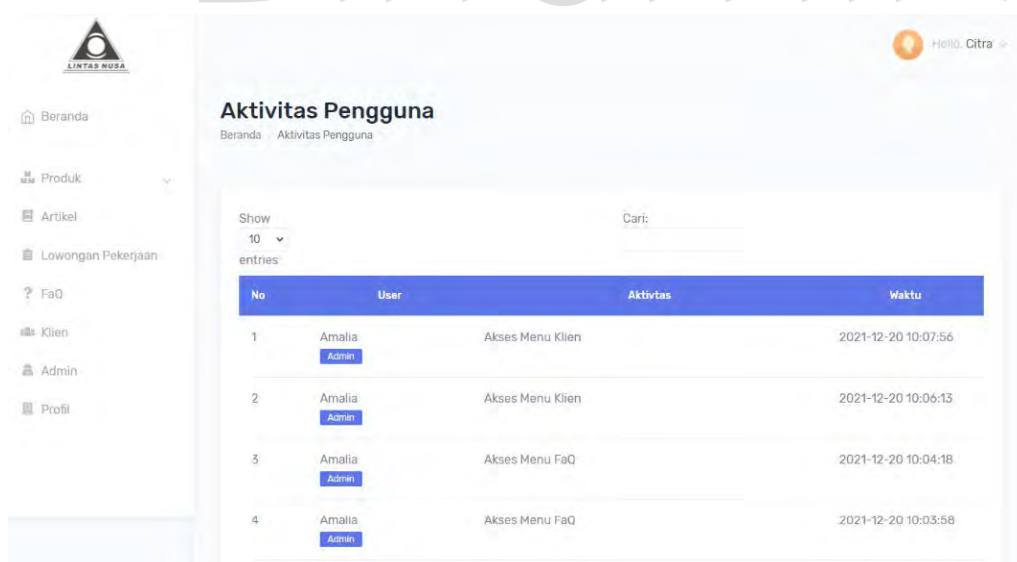 LINTAS NUSA
Hello, Citra
Beranda
Produk
Artikel
Lowongan Pekerjaan
FaQ
Klien
Admin
Profil
Aktivitas Pengguna
Beranda Aktivitas Pengguna
Show
10
entries
Cari:
No User Aktivtas Waktu
1 Amalia Akses Menu Klien 2021-12-20 10:07:56
Admin
2 Amalia Akses Menu Klien 2021-12-20 10:06:13
Admin
3 Amalia Akses Menu FaQ 2021-12-20 10:04:18
Admin
4 Amalia Akses Menu FaQ 2021-12-20 10:03:58
Admin